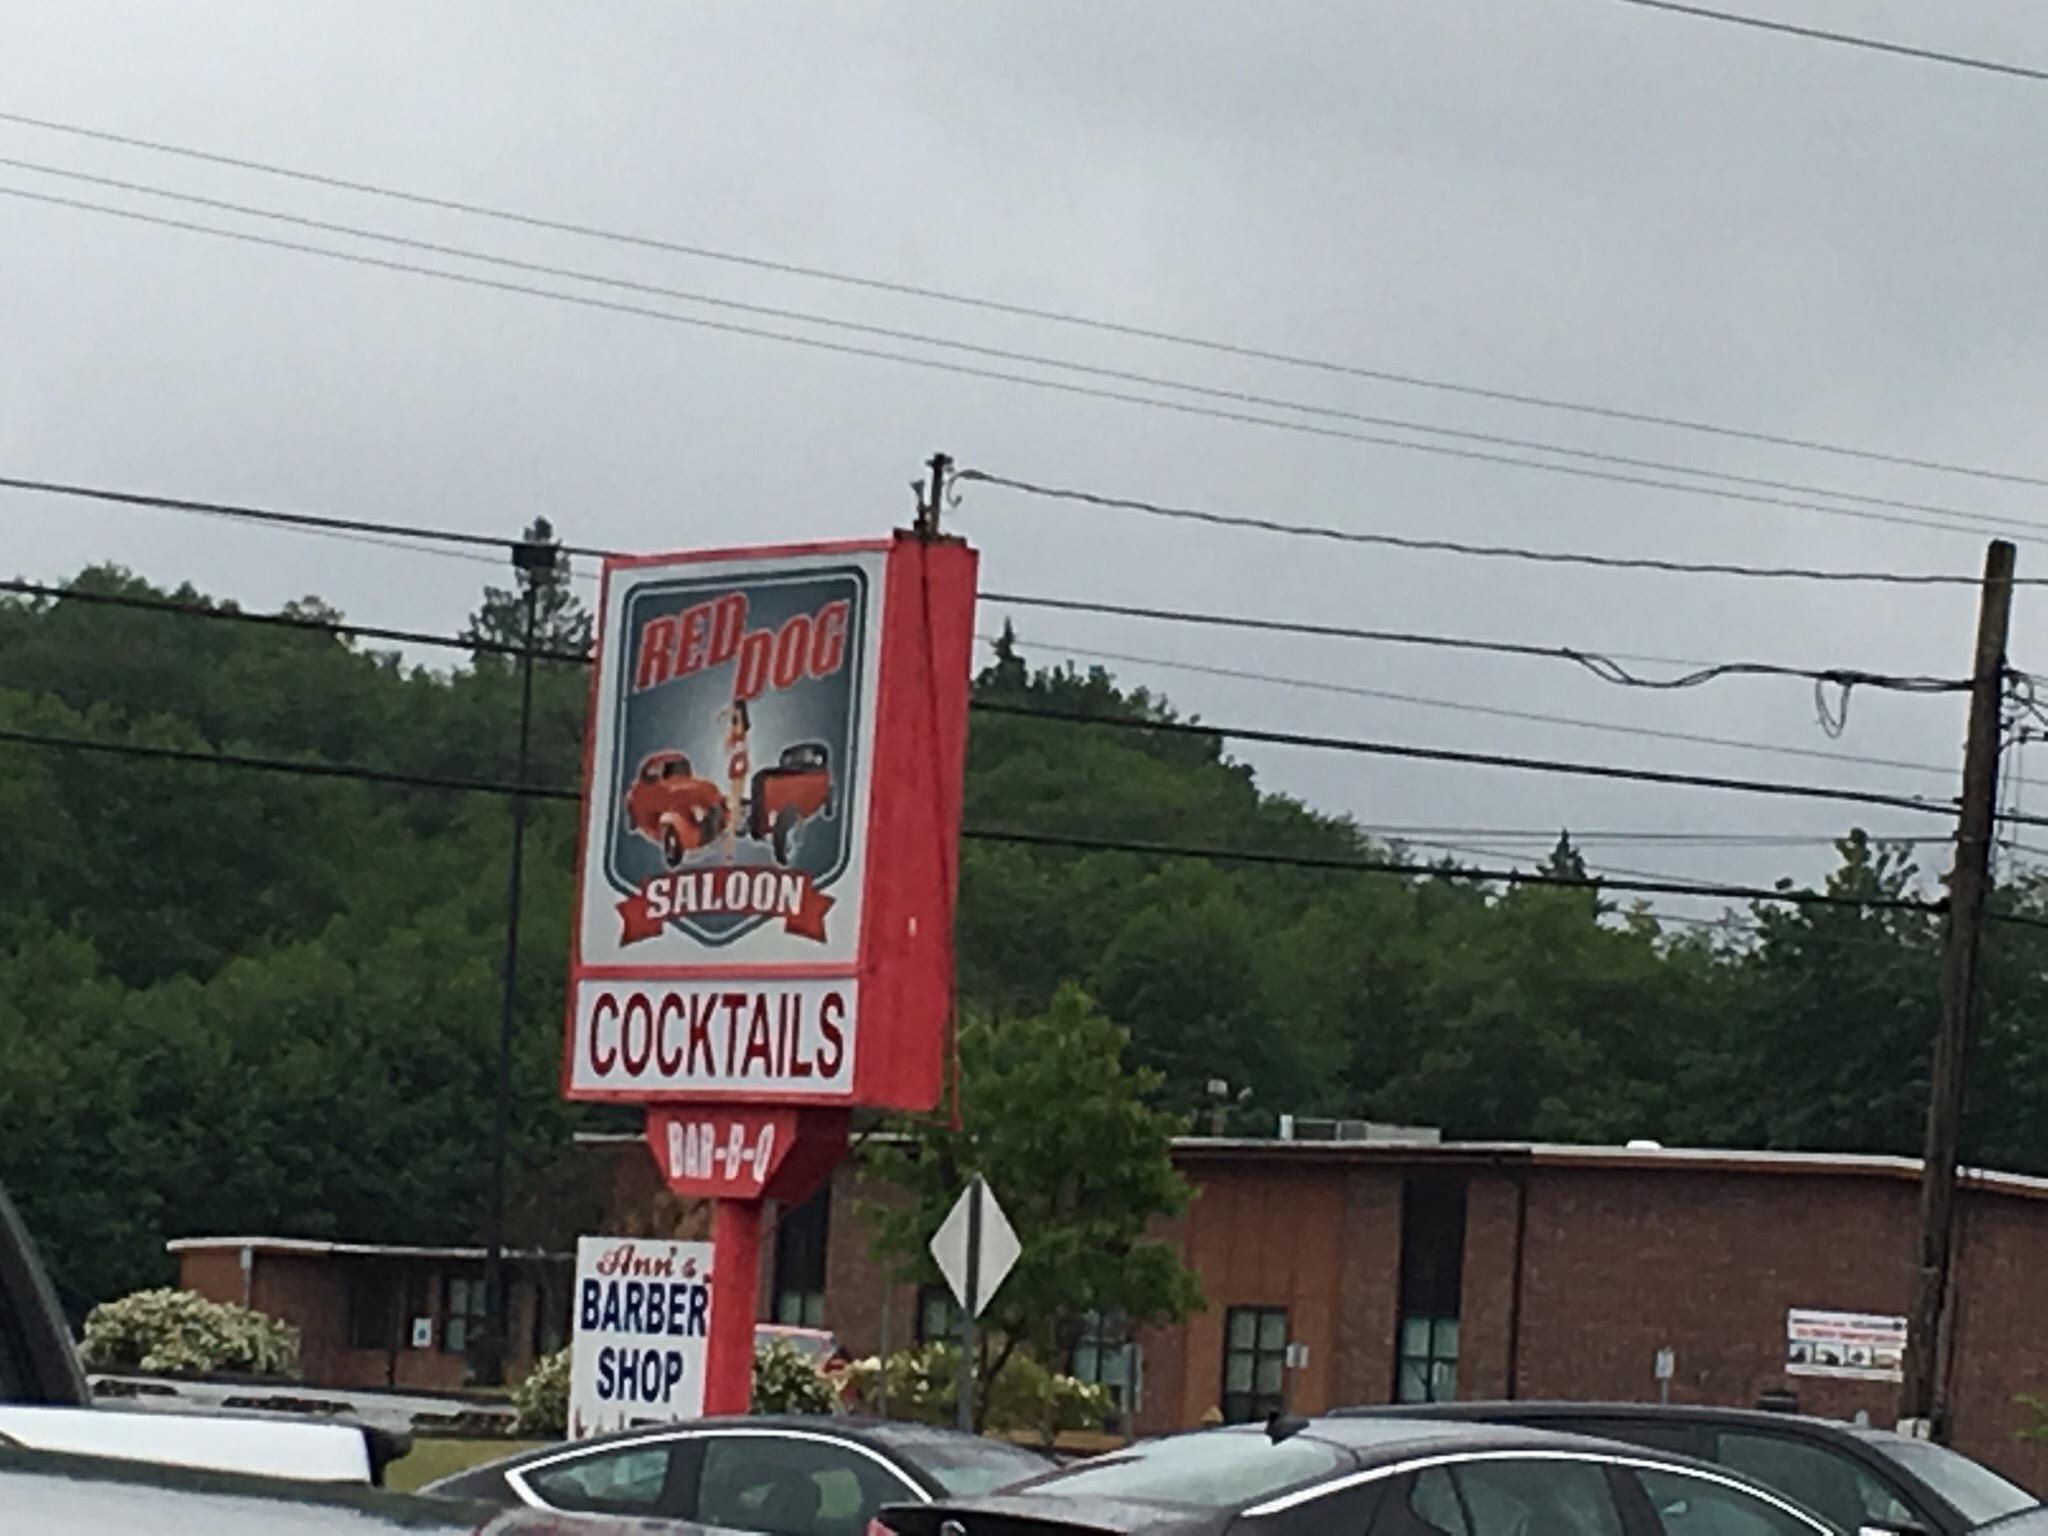 RED DOG
SALOON
COCKTAILS
BAR-B-Q
Ann's
BARBER
SHOP